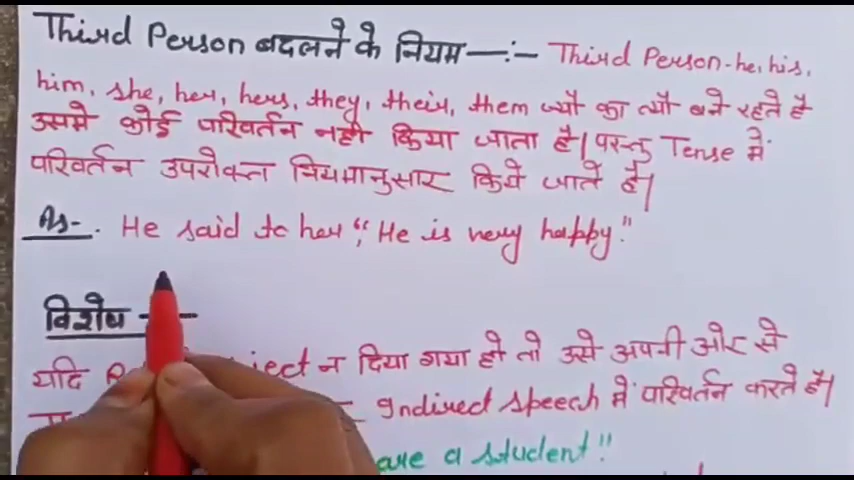 Third Person बदलने के नियम —:- Third Person - he, his,
him, she, her, hers, they, their, them ज्यौ का त्यौ बने रहते है
उसमे कोई परिवर्तन नही किया जाता है। परन्तु Tense में
परिवर्तन उपरोक्त नियमानुसार किये जाते है।
As-. He said to her, "He is very happy."
विशेष -
यदि न दिया गया हो तो उसे अपनी ओर से
Indirect speech में परिवर्तन करते है।
are a student!!